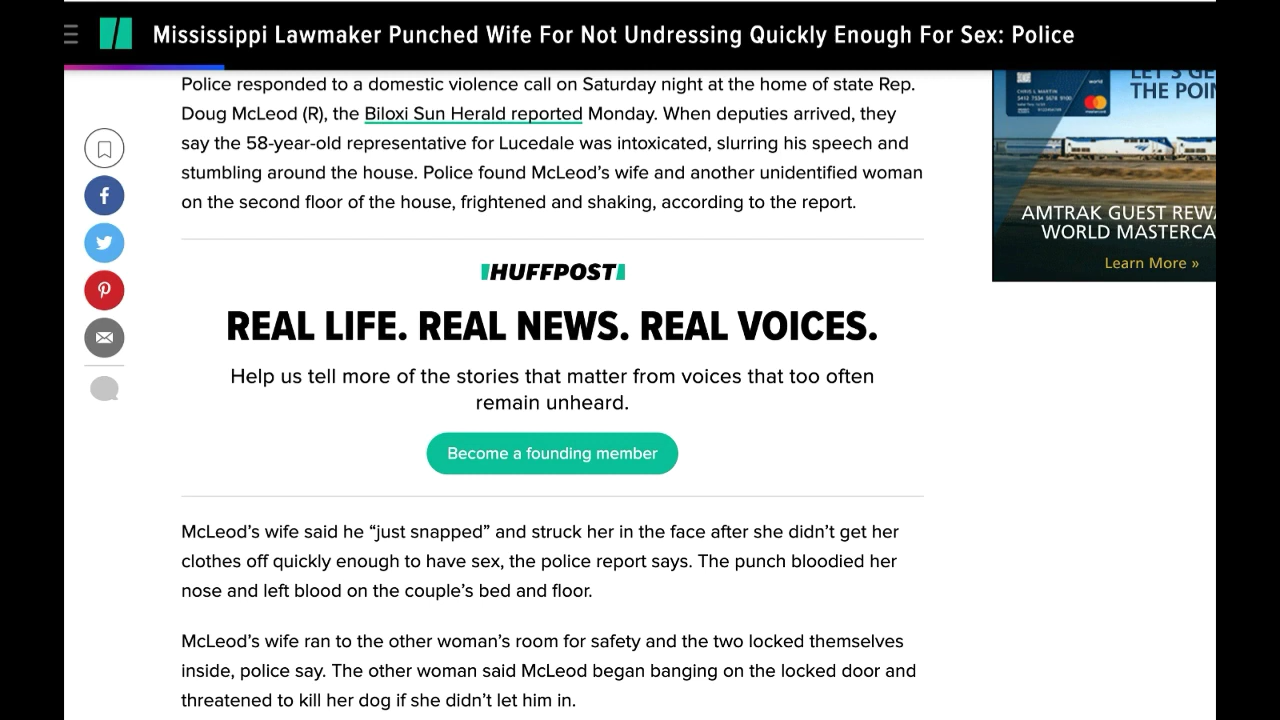 Mississippi Lawmaker Punched Wife For Not Undressing Quickly Enough For Sex: Police
Police responded to a domestic violence call on Saturday night at the home of state Rep.
Doug McLeod (R), the Biloxi Sun Herald reported Monday. When deputies arrived, they
say the 58-year-old representative for Lucedale was intoxicated, slurring his speech and
stumbling around the house. Police found McLeod’s wife and another unidentified woman
on the second floor of the house, frightened and shaking, according to the report.
HUFFPOST
REAL LIFE. REAL NEWS. REAL VOICES.
Help us tell more of the stories that matter from voices that too often
remain unheard.
Become a founding member
McLeod’s wife said he “just snapped” and struck her in the face after she didn’t get her
clothes off quickly enough to have sex, the police report says. The punch bloodied her
nose and left blood on the couple’s bed and floor.
McLeod’s wife ran to the other woman’s room for safety and the two locked themselves
inside, police say. The other woman said McLeod began banging on the locked door and
threatened to kill her dog if she didn’t let him in.
LET'S GE
THE POIN
world
CHRIS L MARTIN
AMTRAK GUEST REWA
WORLD MASTERCA
Learn More »